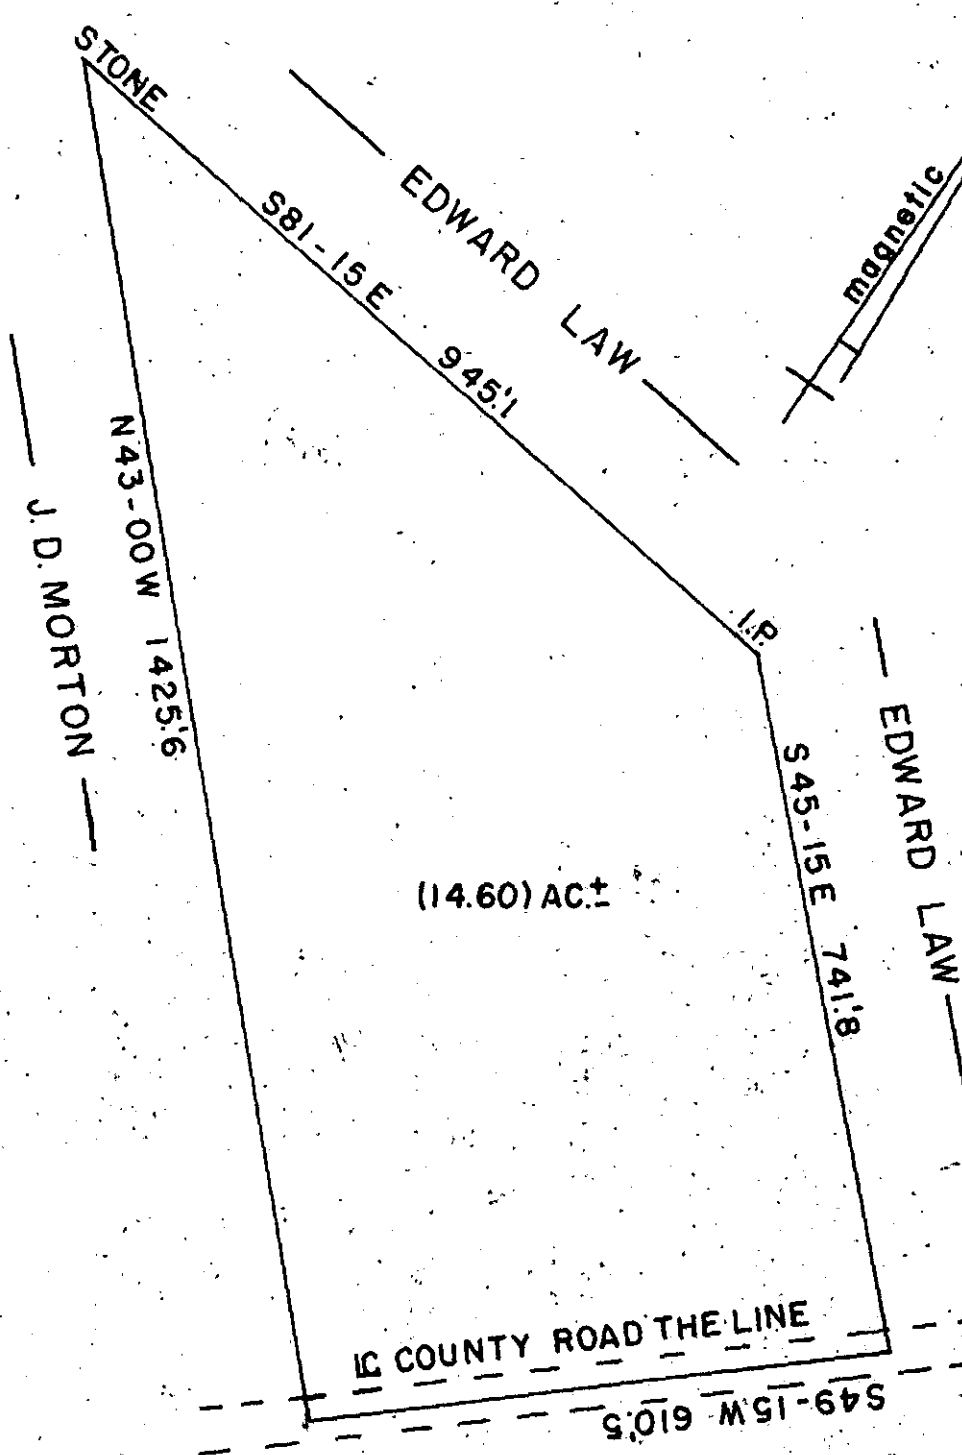 STONE
EDWARD LAW
magnetic
S81-15E 945.'1
N43-00W 1425.'6
J.D. MORTON
I.P.
S45-15E 741.'8
EDWARD LAW
(14.60) AC.±
℄ COUNTY ROAD THE LINE
S49-15W 610.'5